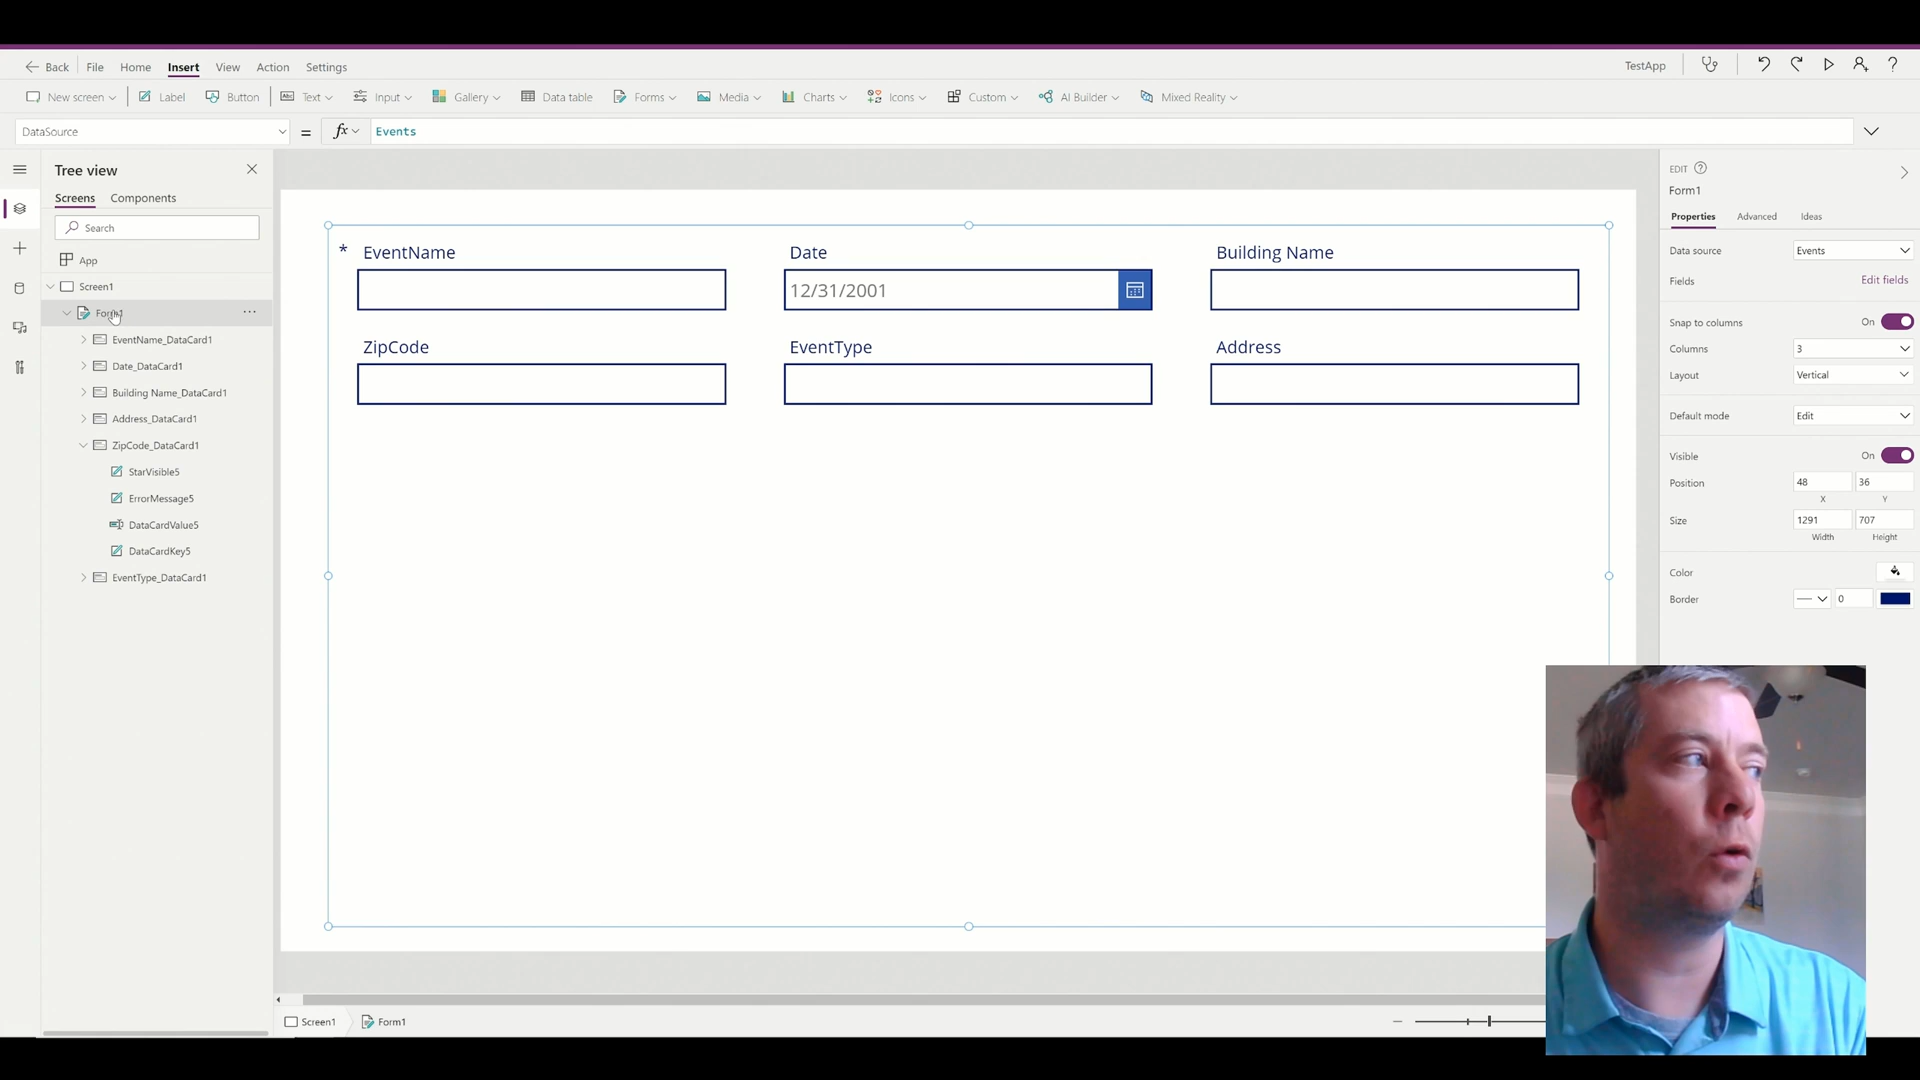 Back File Home Insert View Action Settings TestApp ?
New screen Label Button Text Input Gallery Data table Forms Media Charts Icons Custom AI Builder Mixed Reality
DataSource = fx Events
Tree view
Screens Components
Search
App
Screen1
Form1 ...
EventName_DataCard1
Date_DataCard1
Building Name_DataCard1
Address_DataCard1
ZipCode_DataCard1
StarVisible5
ErrorMessage5
DataCardValue5
DataCardKey5
EventType_DataCard1
* EventName Date Building Name
12/31/2001
ZipCode EventType Address
Screen1 Form1
EDIT ?
Form1
Properties Advanced Ideas
Data source Events
Fields Edit fields
Snap to columns On
Columns 3
Layout Vertical
Default mode Edit
Visible On
Position 48 36
X Y
Size 1291 707
Width Height
Color
Border 0